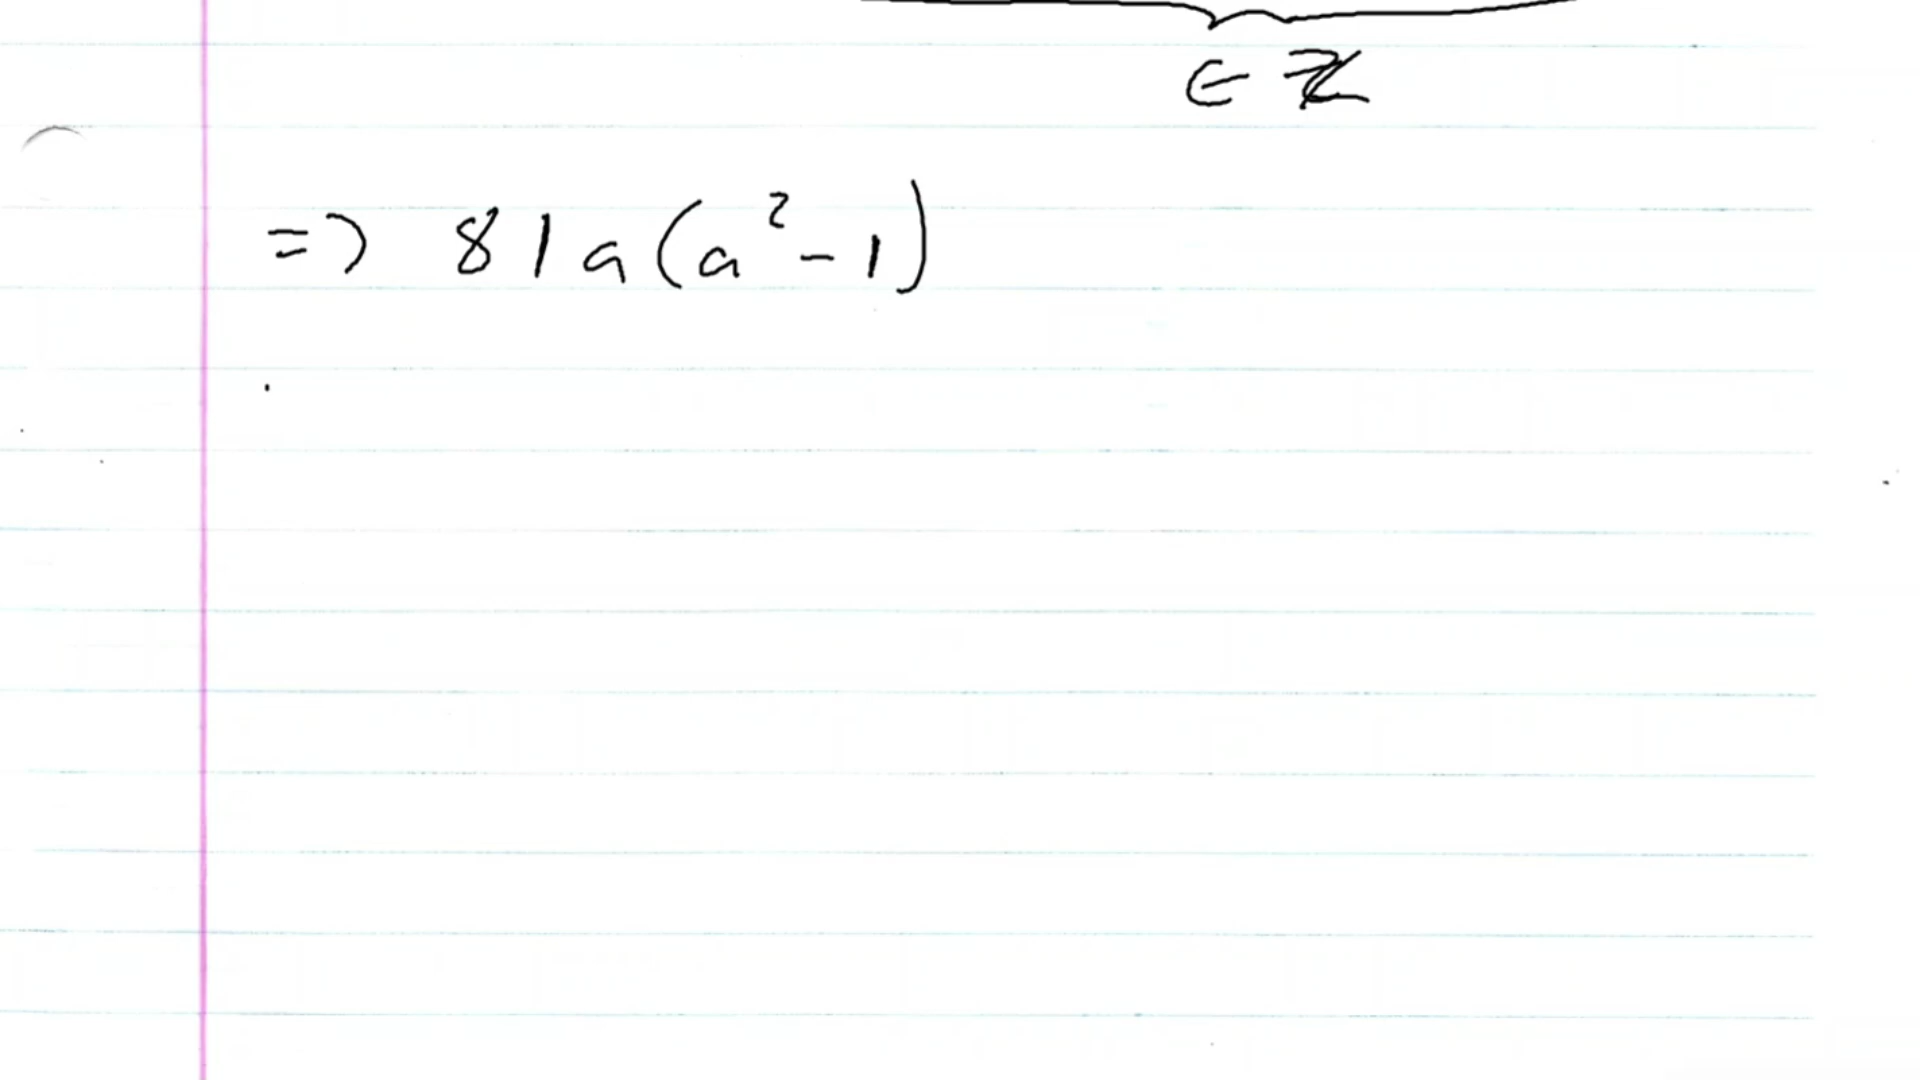 ∈ ℤ
=> 8 | a(a² - 1)